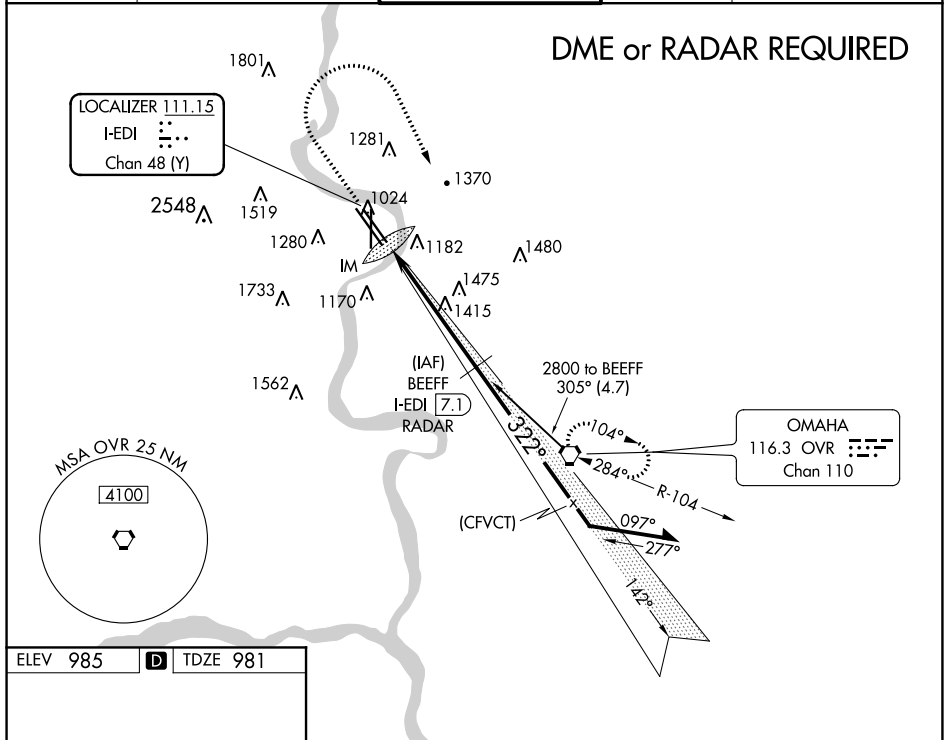 DME or RADAR REQUIRED
1801
LOCALIZER 111.15
I-EDI
Chan 48 (Y)
1281
1370
2548
1519
1024
1280
1182
1480
IM
1733
1170
1475
1415
(IAF)
BEEFF
I-EDI 7.1
RADAR
2800 to BEEFF
305° (4.7)
1562
322°
104°
284°
R-104
OMAHA
116.3 OVR
Chan 110
MSA OVR 25 NM
4100
(CFVCT)
097°
277°
142°
ELEV 985 D TDZE 981